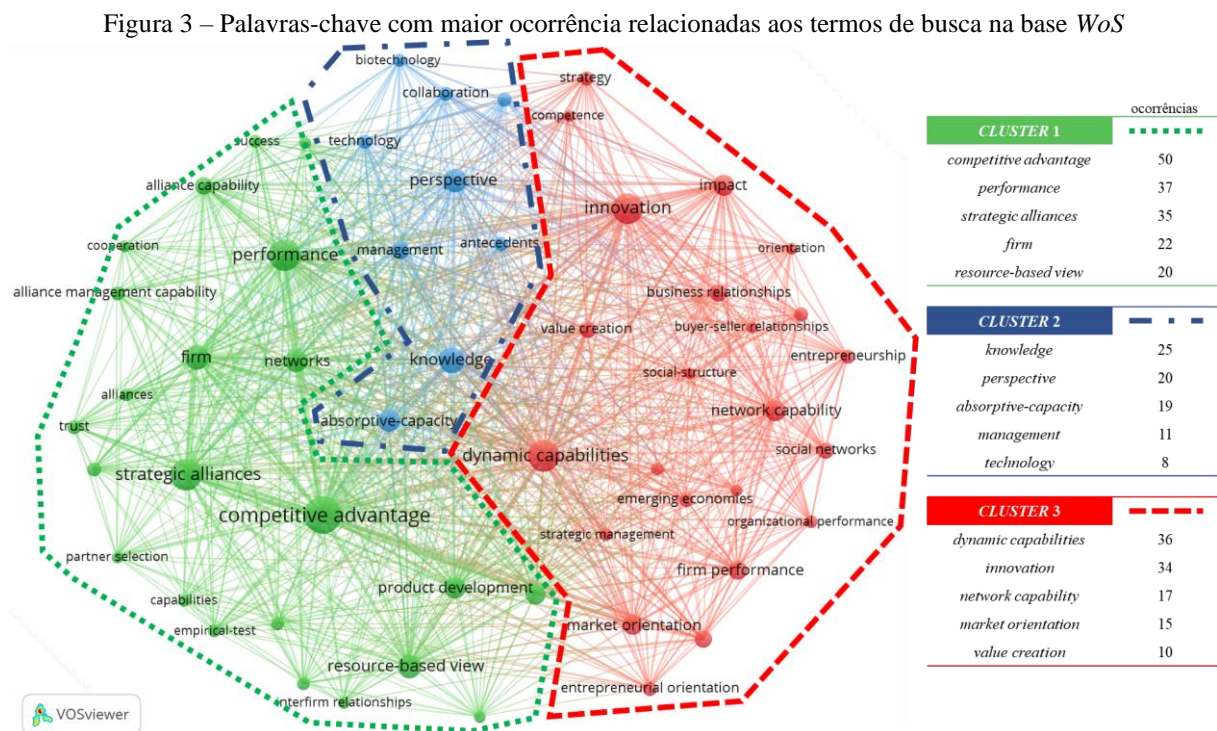 Figura 3 – Palavras-chave com maior ocorrência relacionadas aos termos de busca na base WoS
biotechnology
strategy
collaboration
competence
success
technology
alliance capability
perspective
impact
innovation
cooperation
performance
management
antecedents
orientation
alliance management capability
business relationships
value creation
buyer-seller relationships
firm
networks
knowledge
entrepreneurship
social-structure
alliances
trust
absorptive-capacity
network capability
strategic alliances
dynamic capabilities
social networks
emerging economies
competitive advantage
organizational performance
strategic management
partner selection
product development
firm performance
capabilities
empirical-test
market orientation
resource-based view
interfirm relationships
entrepreneurial orientation
VOSviewer
ocorrências
CLUSTER 1
competitive advantage 50
performance 37
strategic alliances 35
firm 22
resource-based view 20
CLUSTER 2
knowledge 25
perspective 20
absorptive-capacity 19
management 11
technology 8
CLUSTER 3
dynamic capabilities 36
innovation 34
network capability 17
market orientation 15
value creation 10